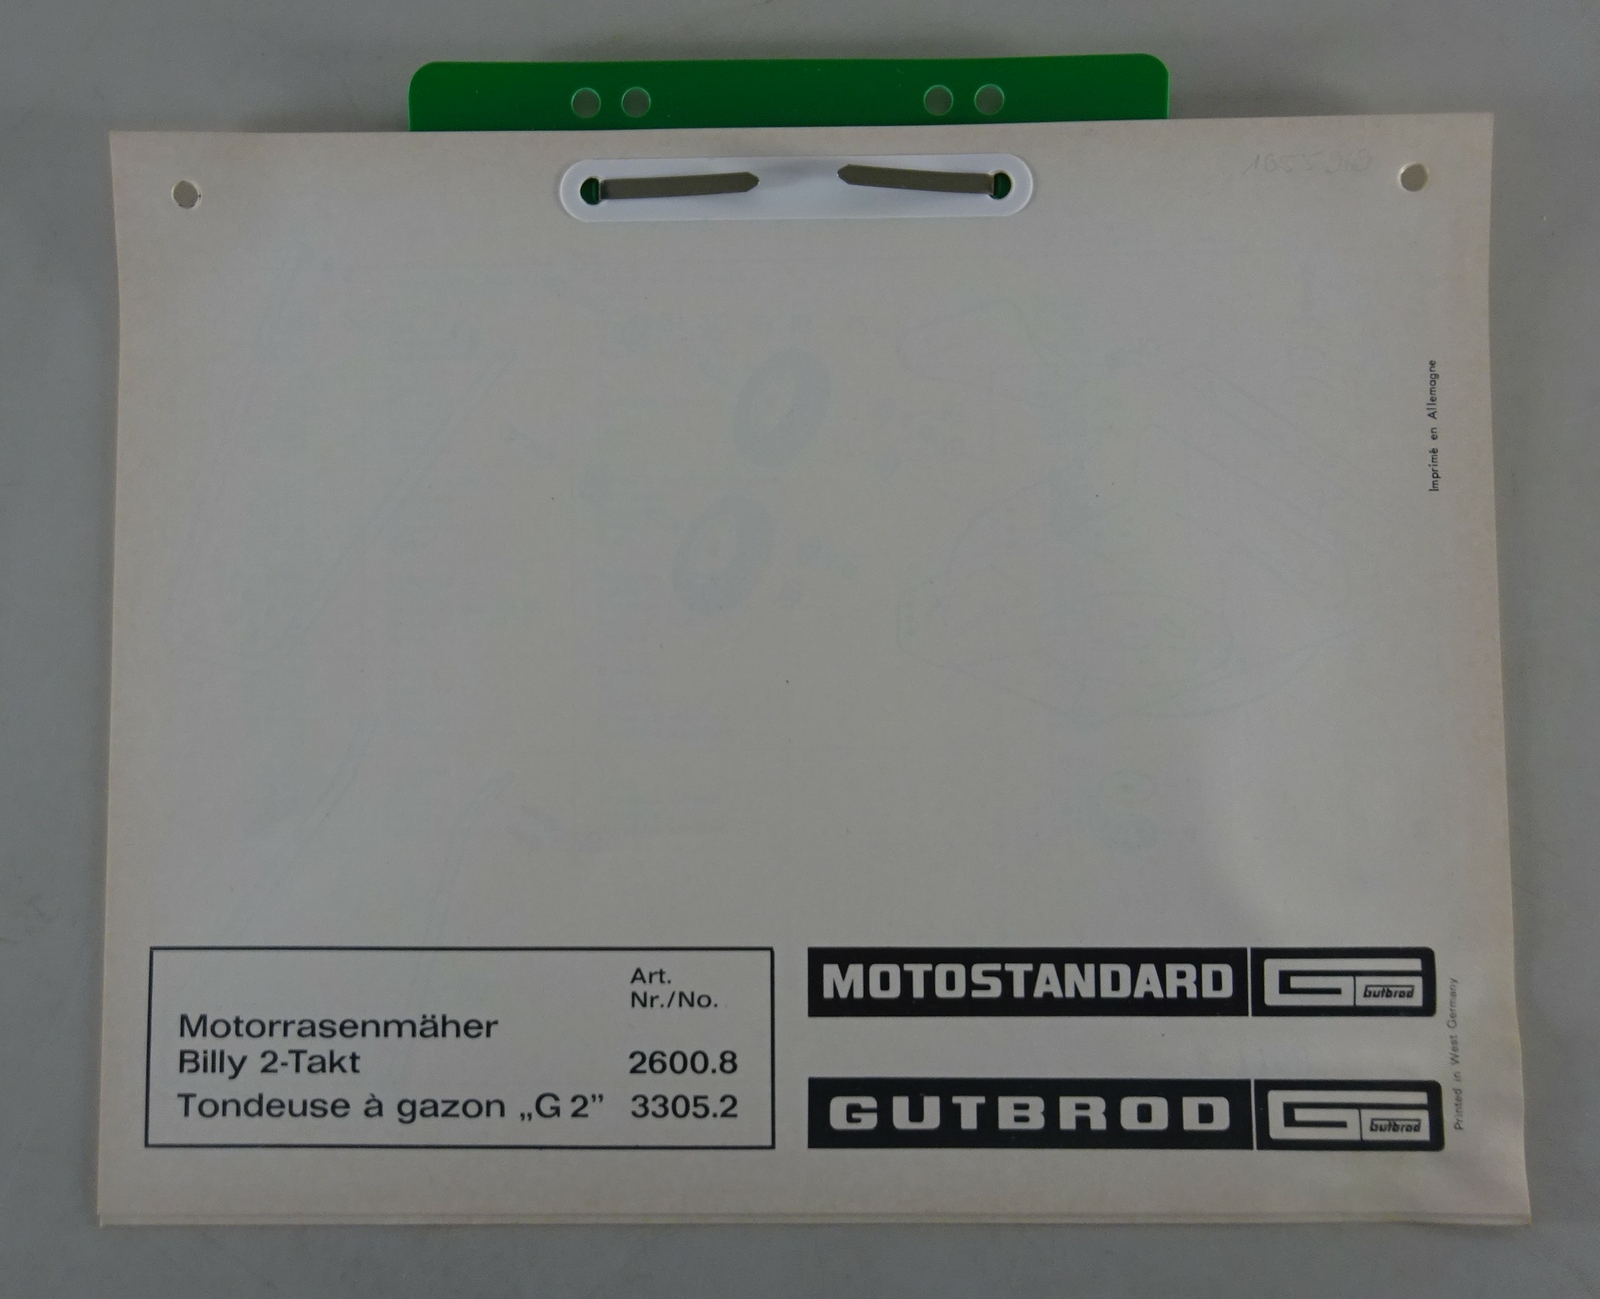 Imprimé en Allemagne
Art.
Nr./No.
Motorrasenmäher
Billy 2-Takt 2600.8
Tondeuse à gazon „G 2” 3305.2
MOTOSTANDARD
Gutbrod
GUTBROD
Gutbrod
Printed in West Germany